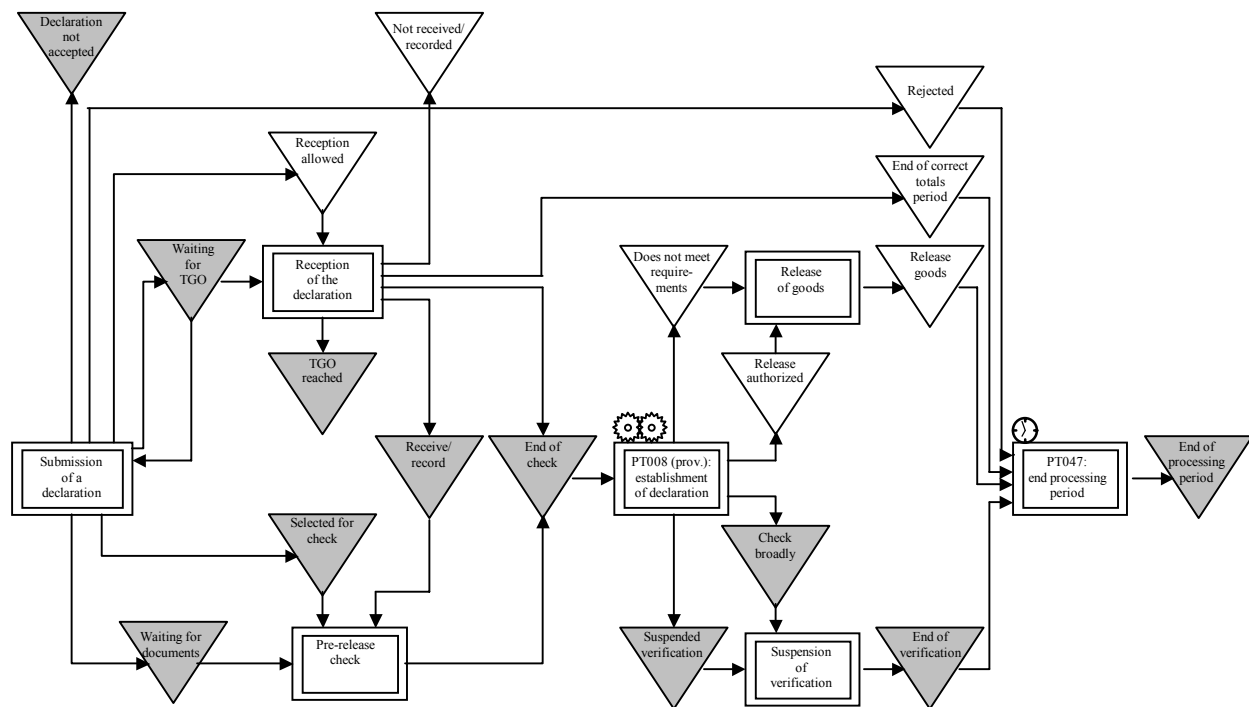 Declaration
not
accepted
Not received/
recorded
Rejected
Reception
allowed
End of correct
totals
period
Waiting
for
TGO
Reception
of the
declaration
Does not meet
require-
ments
Release
of goods
Release
goods
TGO
reached
Release
authorized
Submission
of a
declaration
Receive/
record
End of
check
PT008 (prov.):
establishment
of declaration
PT047:
end processing
period
End of
processing
period
Selected for
check
Check
broadly
Waiting for
documents
Pre-release
check
Suspended
verification
Suspension
of
verification
End of
verification